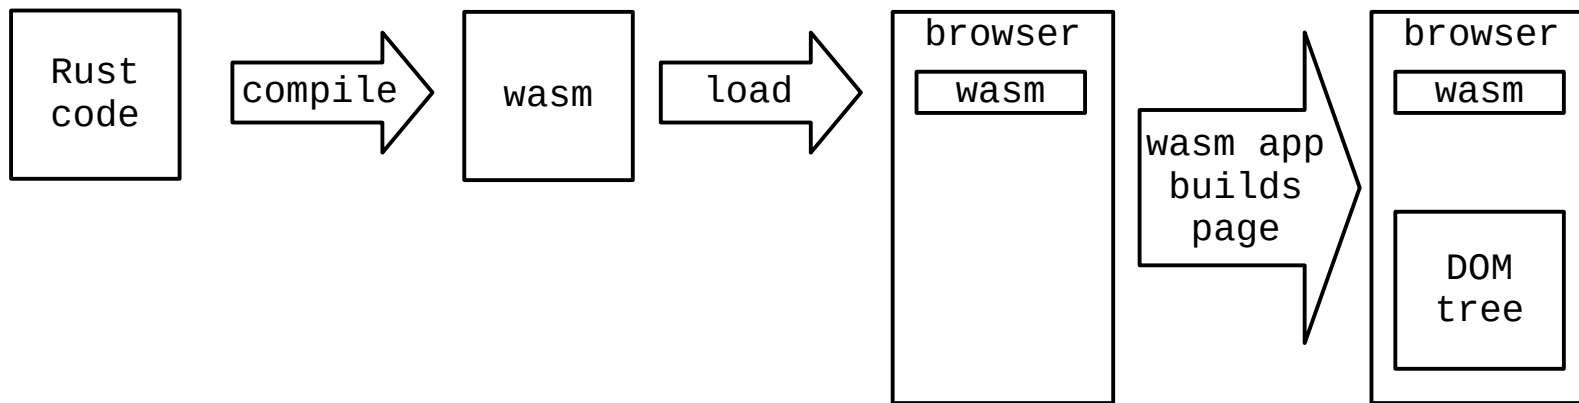 Rust
code
compile
wasm
load
browser
wasm
wasm app
builds
page
browser
wasm
DOM
tree